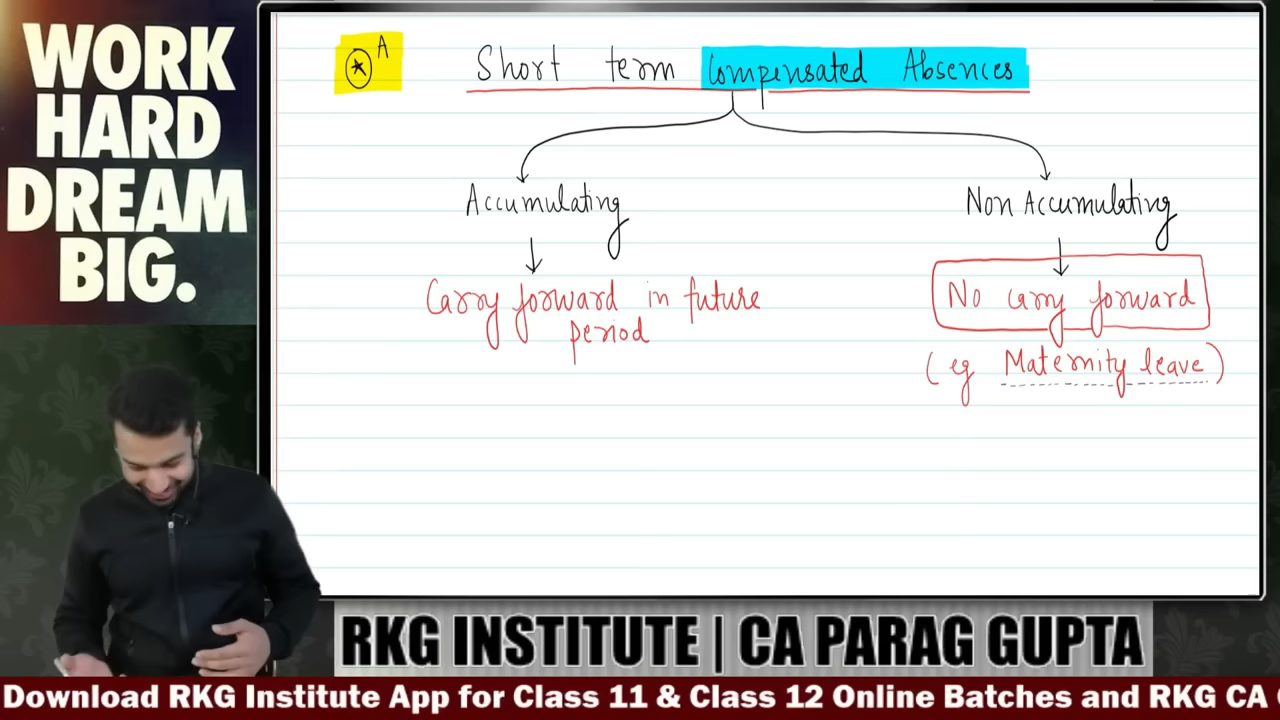 WORK
HARD
DREAM
BIG.
A
Short term Compensated Absences
Accumulating
Non Accumulating
Carry forward in future
period
No carry forward
(eg Maternity leave)
RKG INSTITUTE | CA PARAG GUPTA
Download RKG Institute App for Class 11 & Class 12 Online Batches and RKG CA